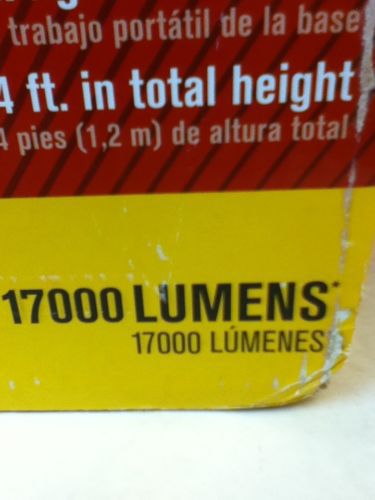 trabajo portátil de la base
4 ft. in total height
4 pies (1,2 m) de altura total
17000 LUMENS*
17000 LÚMENES